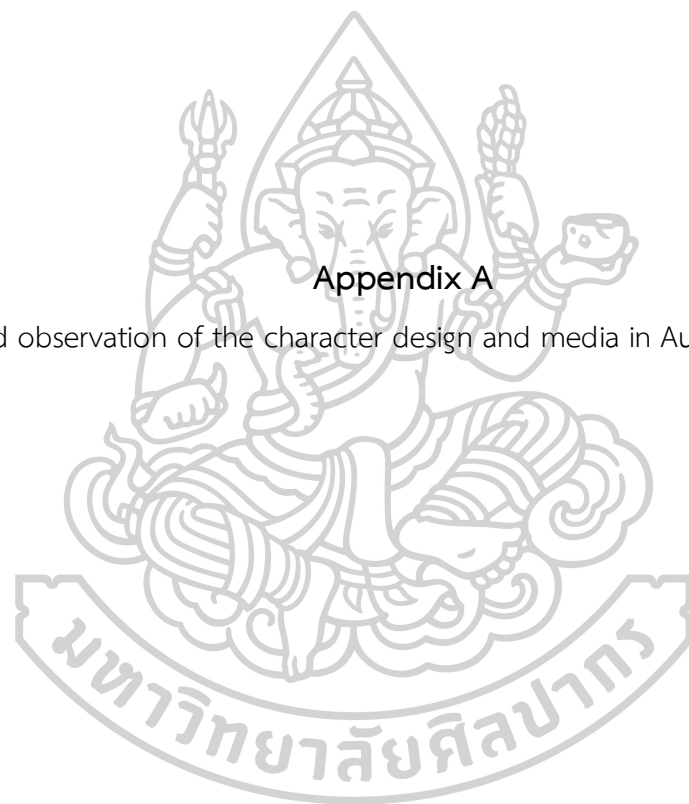 Appendix A
observation of the character design and media in
มหาวิทยาลัยศิลปากร